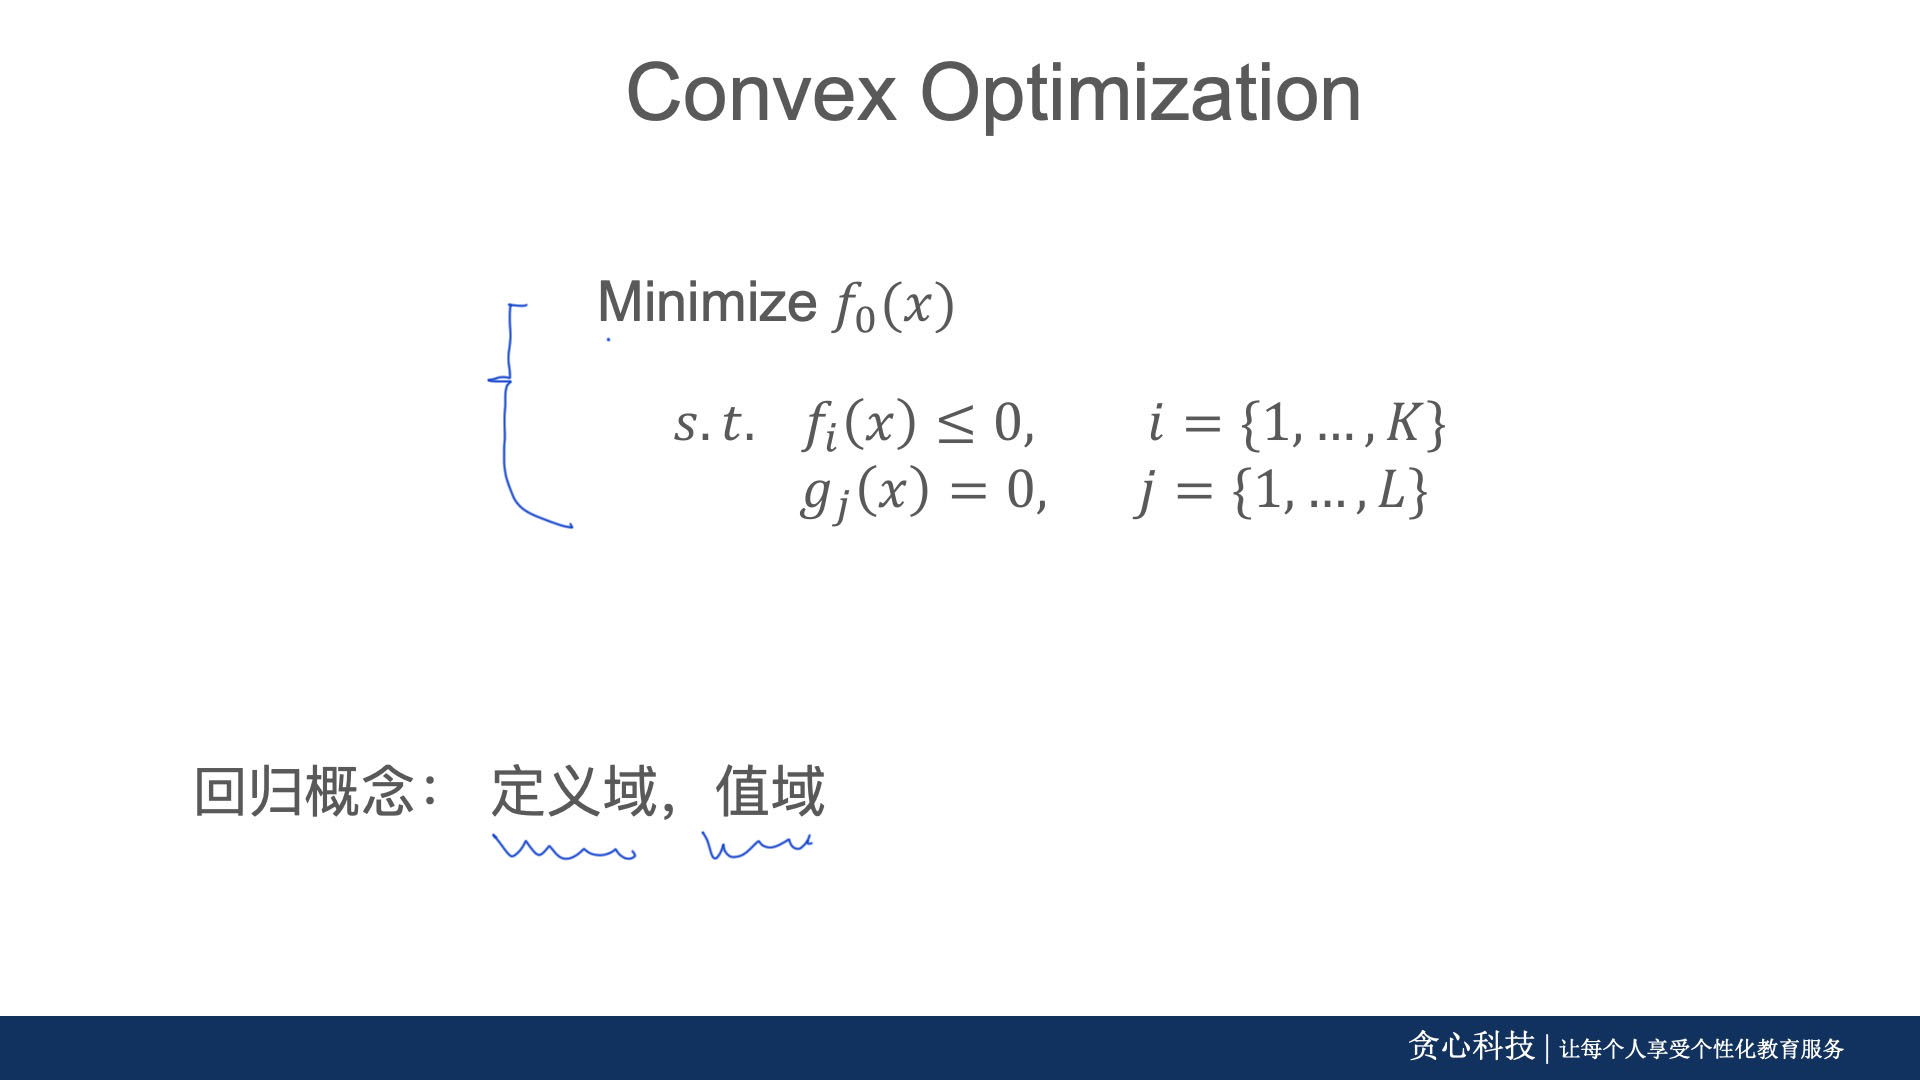 Convex Optimization
Minimize f₀(x)
s.t. fᵢ(x) ≤ 0, i = {1, … , K}
gⱼ(x) = 0, j = {1, … , L}
回归概念： 定义域，值域
贪心科技 | 让每个人享受个性化教育服务